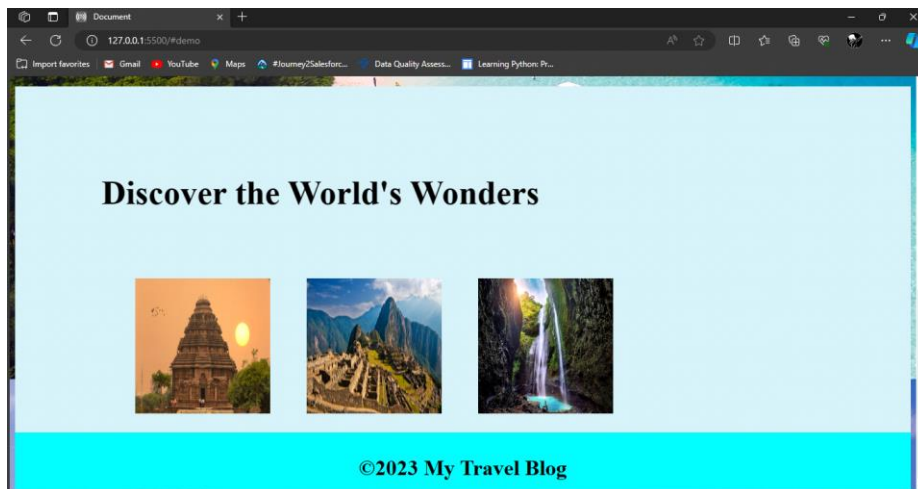 Document
127.0.0.1:5500/#demo
Import favorites Gmail YouTube Maps #Journey2Salesforc... Data Quality Assess... Learning Python: Pr...
Discover the World's Wonders
©2023 My Travel Blog